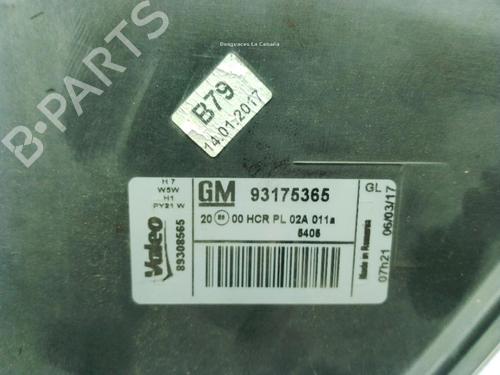 Desguaces La Cabaña
B79
14.01.2017
H7
W5W
H1
PY21 W
GM 93175365
GL
20 00 HCR PL 02A 011a
5405
Valeo
89308565
Made in Romania
07h21 06/03/17
B-PARTS